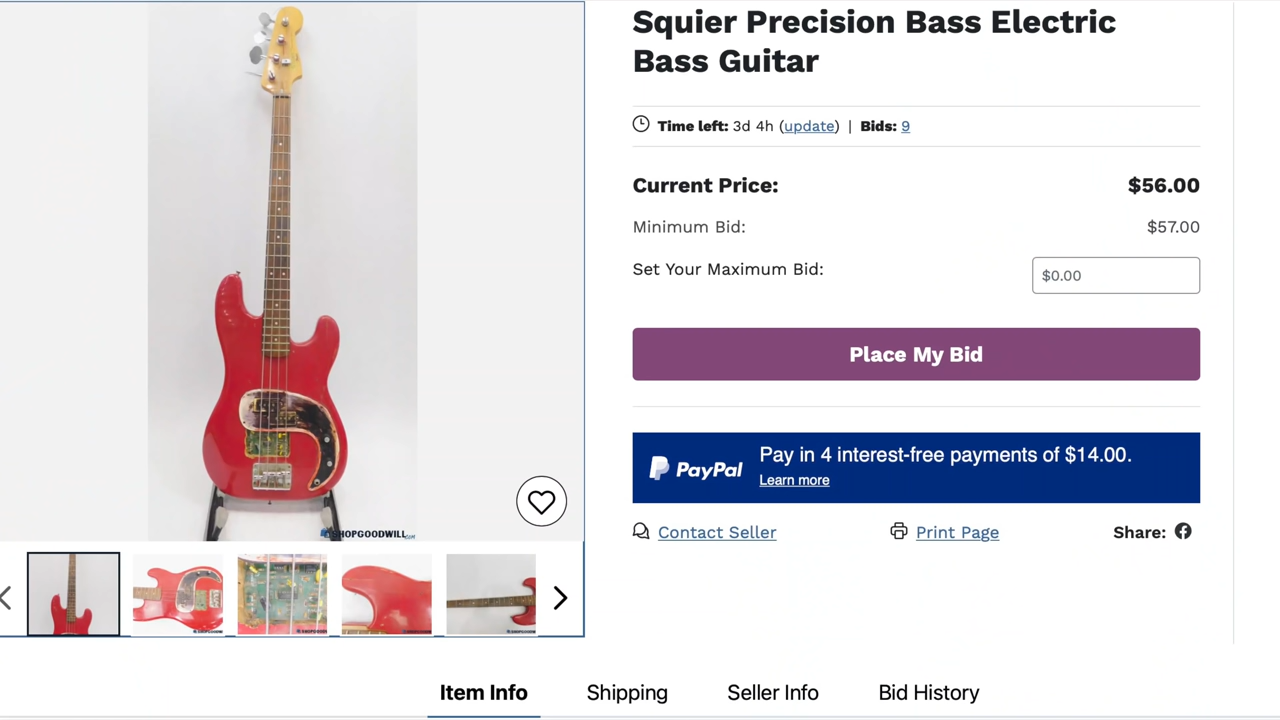 Squier Precision Bass Electric
Bass Guitar
Time left: 3d 4h (update) | Bids: 9
Current Price: $56.00
Minimum Bid: $57.00
Set Your Maximum Bid: $0.00
Place My Bid
PayPal
Pay in 4 interest-free payments of $14.00.
Learn more
Contact Seller Print Page Share:
SHOPGOODWILL.com
Item Info Shipping Seller Info Bid History